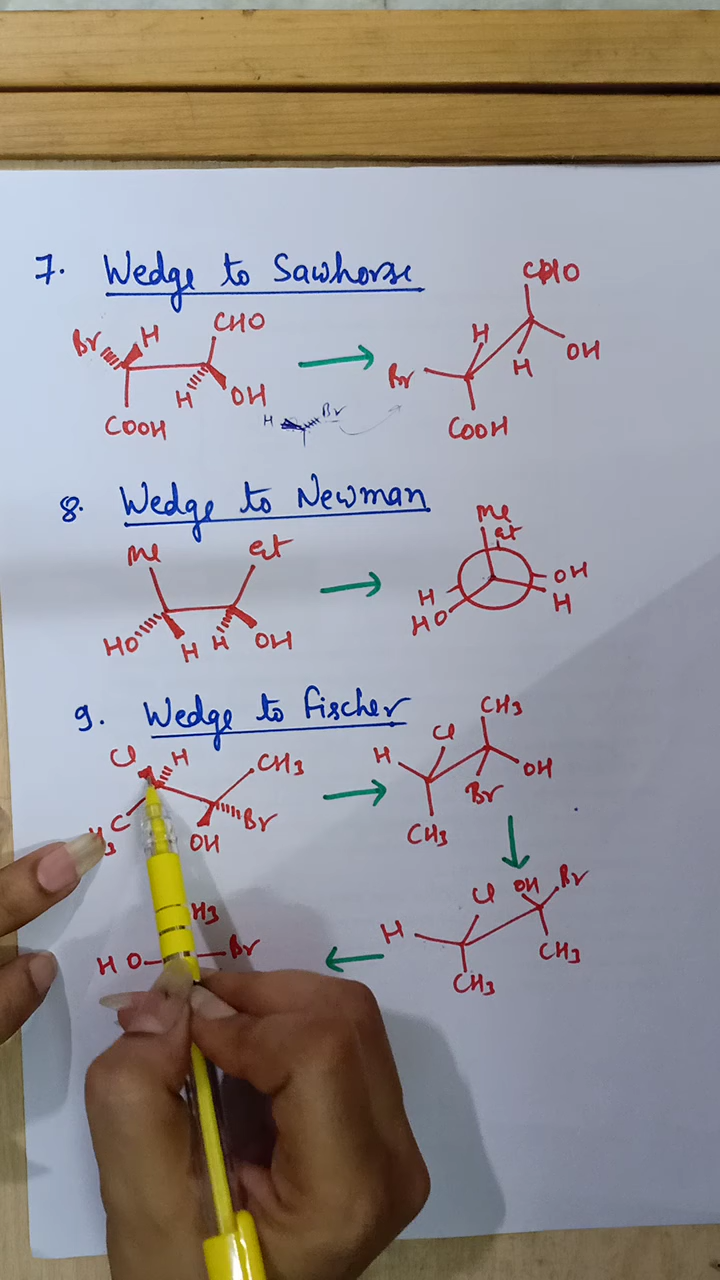 7. Wedge to Sawhorse
CHO
Br H CHO
H OH
COOH
H Br
H
Br H OH
COOH
8. Wedge to Newman
Me Et
HO H H OH
Me
Et
H OH
HO H
9. Wedge to Fischer
Cl H CH3
C Br
3 OH
CH3
H Cl
OH
Br
CH3
Cl OH Br
H
CH3
CH3
H3
HO Br